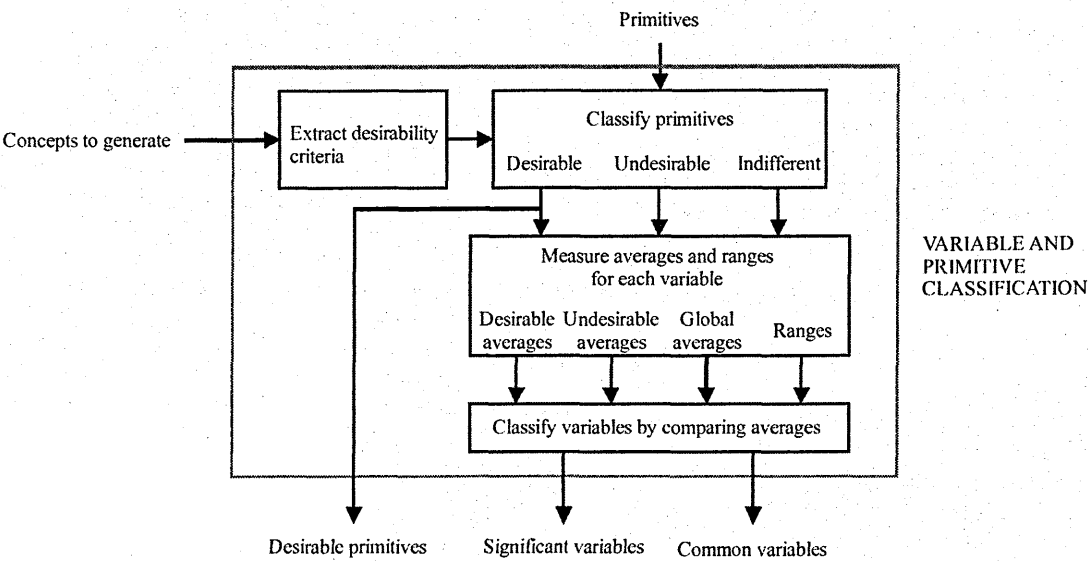 Primitives
Concepts to generate
Extract desirability
criteria
Classify primitives
Desirable Undesirable Indifferent
Measure averages and ranges
for each variable
Desirable Undesirable Global Ranges
averages averages averages
Classify variables by comparing averages
VARIABLE AND
PRIMITIVE
CLASSIFICATION
Desirable primitives Significant variables Common variables